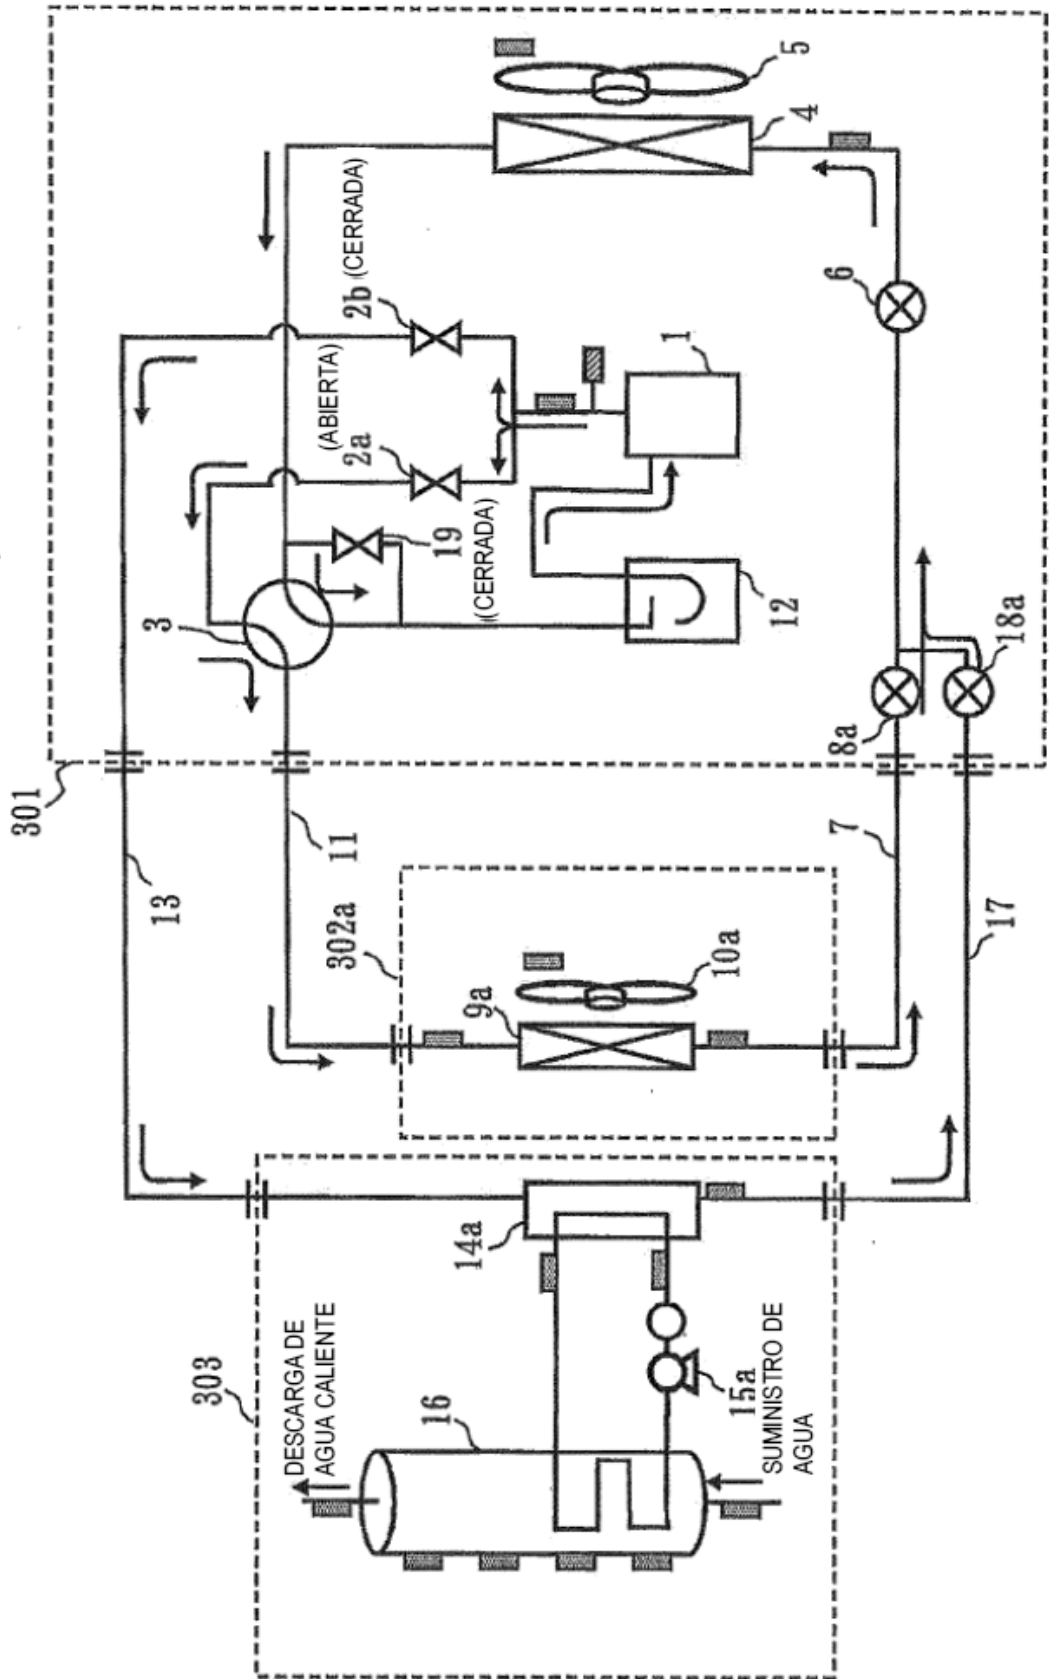 301
13
3
11
302a
9a
10a
7
17
303
DESCARGA DE
AGUA CALIENTE
16
14a
15a
SUMINISTRO DE
AGUA
2b (CERRADA)
(ABIERTA)
2a
19
(CERRADA)
1
12
5
4
6
8a
18a